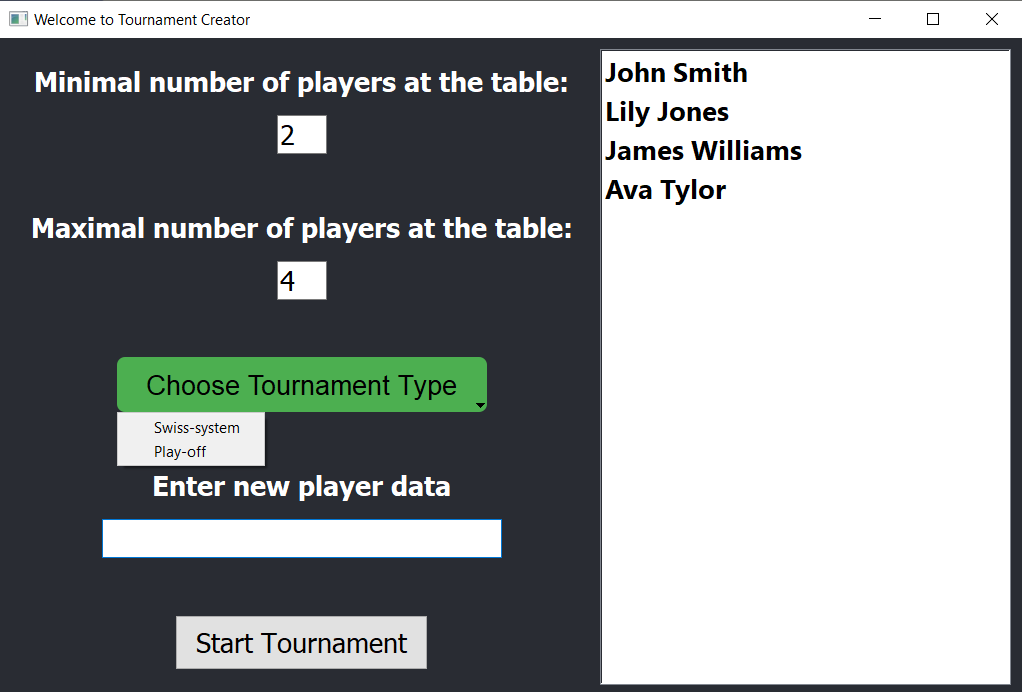 Welcome to Tournament Creator
Minimal number of players at the table:
2
Maximal number of players at the table:
4
Choose Tournament Type
Swiss-system
Play-off
Enter new player data
Start Tournament
John Smith
Lily Jones
James Williams
Ava Tylor